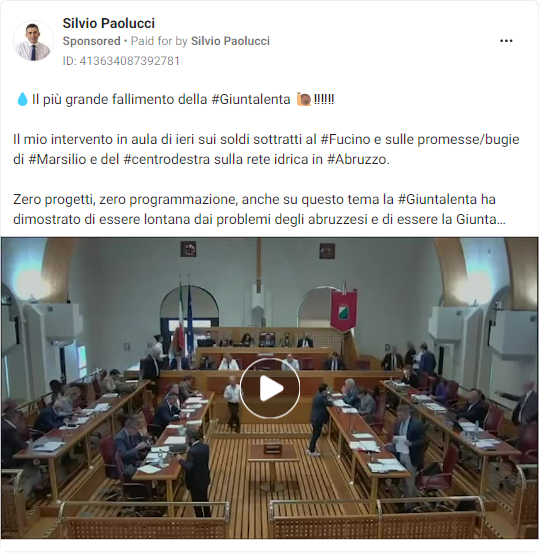 Silvio Paolucci
Sponsored • Paid for by Silvio Paolucci
ID: 413634087392781
💧Il più grande fallimento della #Giuntalenta 🐌!!!!!!
Il mio intervento in aula di ieri sui soldi sottratti al #Fucino e sulle promesse/bugie
di #Marsilio e del #centrodestra sulla rete idrica in #Abruzzo.
Zero progetti, zero programmazione, anche su questo tema la #Giuntalenta ha
dimostrato di essere lontana dai problemi degli abruzzesi e di essere la Giunta...